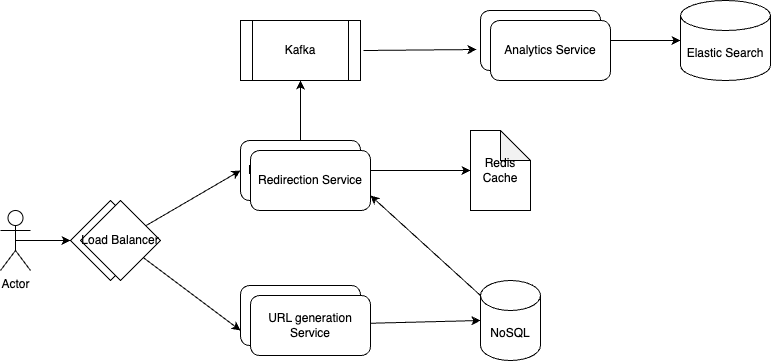 Kafka
Analytics Service
Elastic Search
Redirection Service
Redis
Cache
Load Balancer
Actor
URL generation
Service
NoSQL